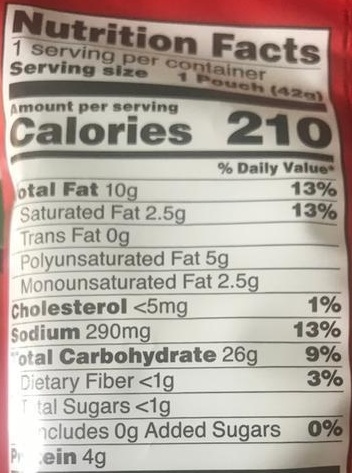 Nutrition Facts
1 serving per container
Serving size 1 Pouch (42g)
Amount per serving
Calories 210
% Daily Value*
otal Fat 10g 13%
Saturated Fat 2.5g 13%
Trans Fat 0g
Polyunsaturated Fat 5g
Monounsaturated Fat 2.5g
Cholesterol <5mg 1%
Sodium 290mg 13%
otal Carbohydrate 26g 9%
Dietary Fiber <1g 3%
T tal Sugars <1g
ncludes 0g Added Sugars 0%
Pr ein 4g